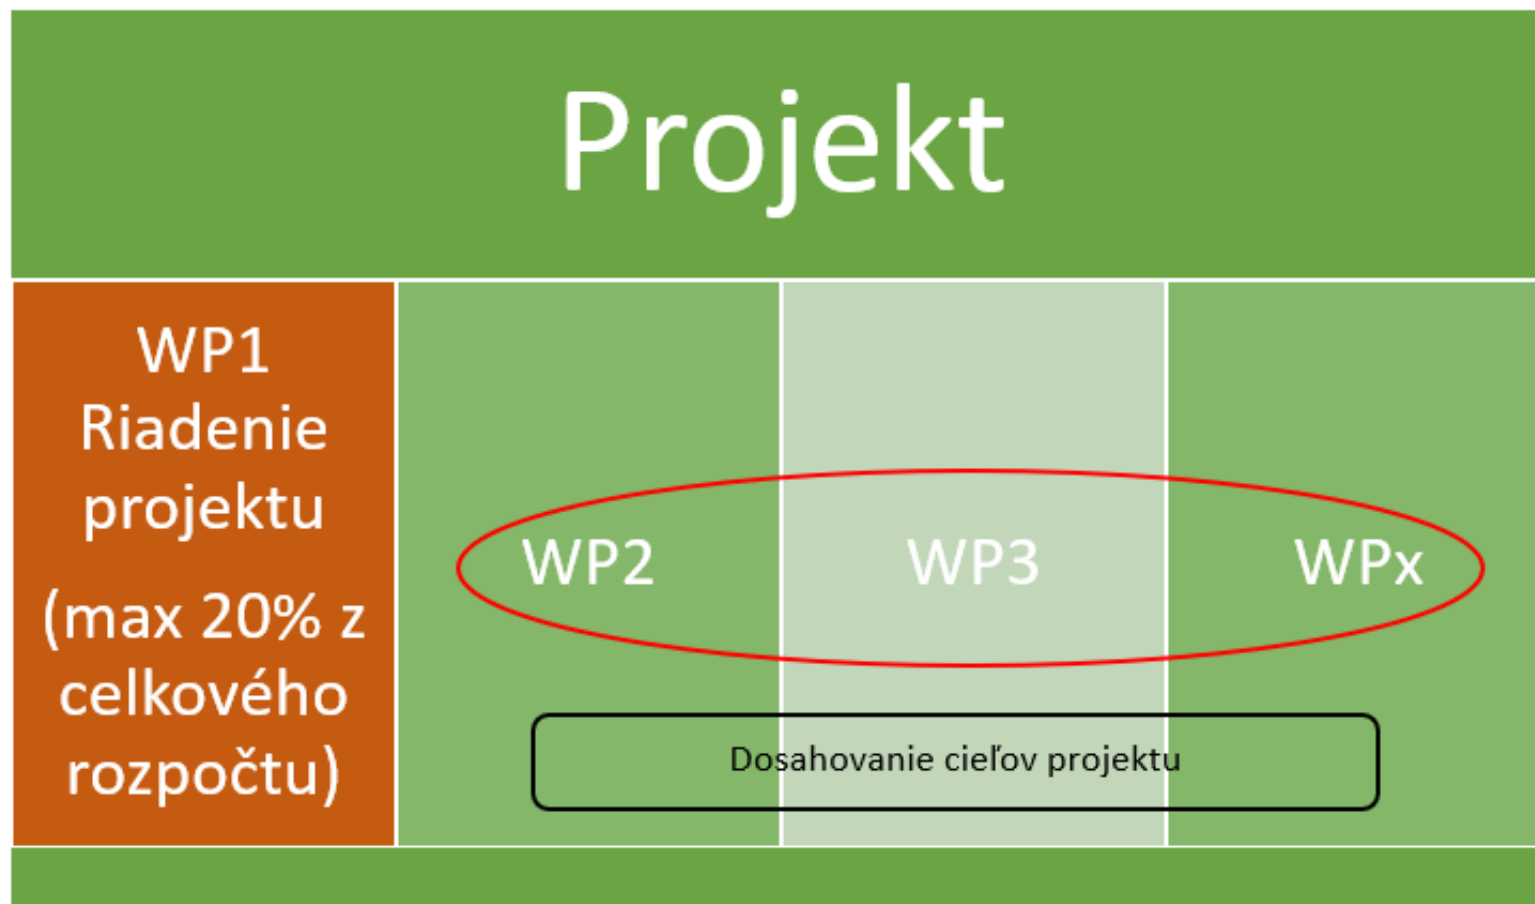 Projekt
WP1
Riadenie
projektu
(max 20% z
celkového
rozpočtu)
WP2
WP3
WPx
Dosahovanie cieľov projektu